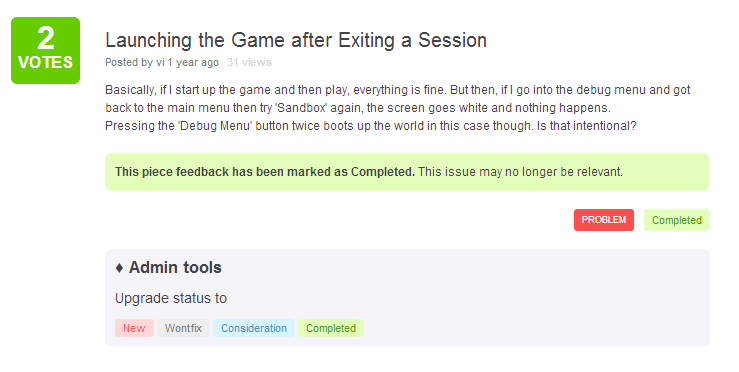 2
VOTES
Launching the Game after Exiting a Session
Posted by vi 1 year ago 31 views
Basically, if I start up the game and then play, everything is fine. But then, if I go into the debug menu and got
back to the main menu then try 'Sandbox' again, the screen goes white and nothing happens.
Pressing the 'Debug Menu' button twice boots up the world in this case though. Is that intentional?
This piece feedback has been marked as Completed. This issue may no longer be relevant.
PROBLEM Completed
♦ Admin tools
Upgrade status to
New Wontfix Consideration Completed